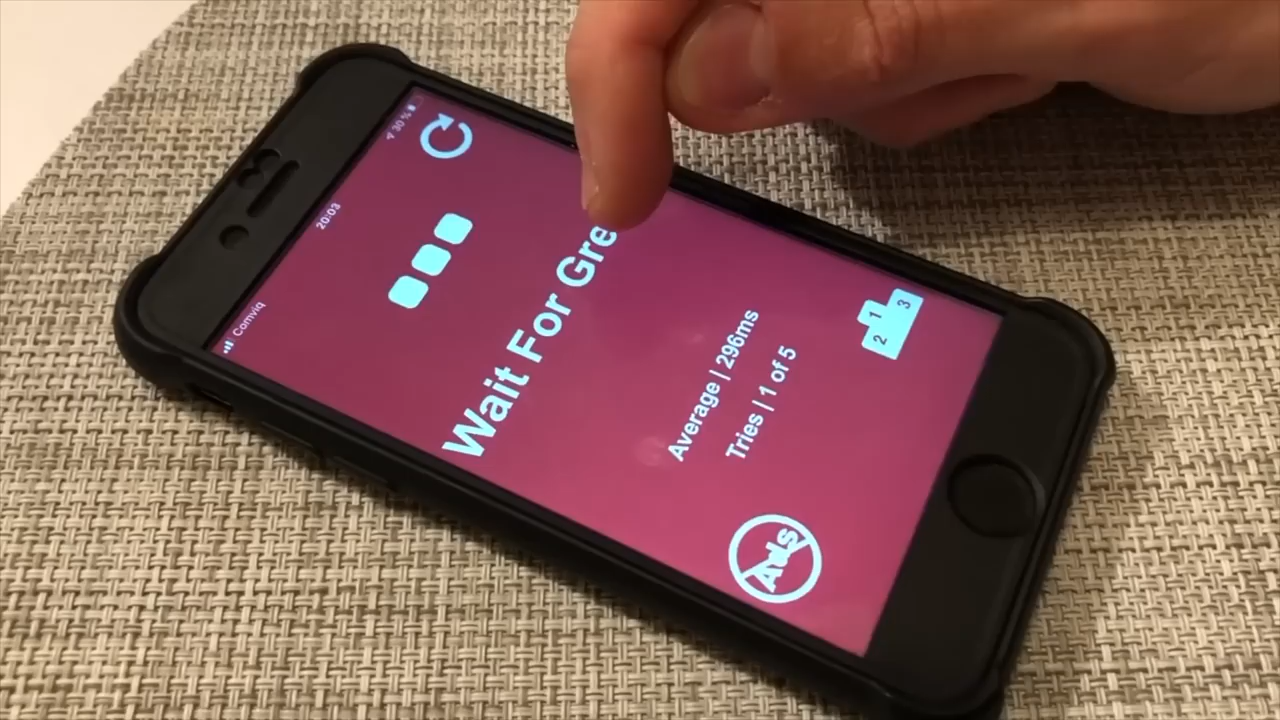 Comviq
20:03
30 %
Wait For Gre
Average | 296ms
Tries | 1 of 5
Ads
1
2
3